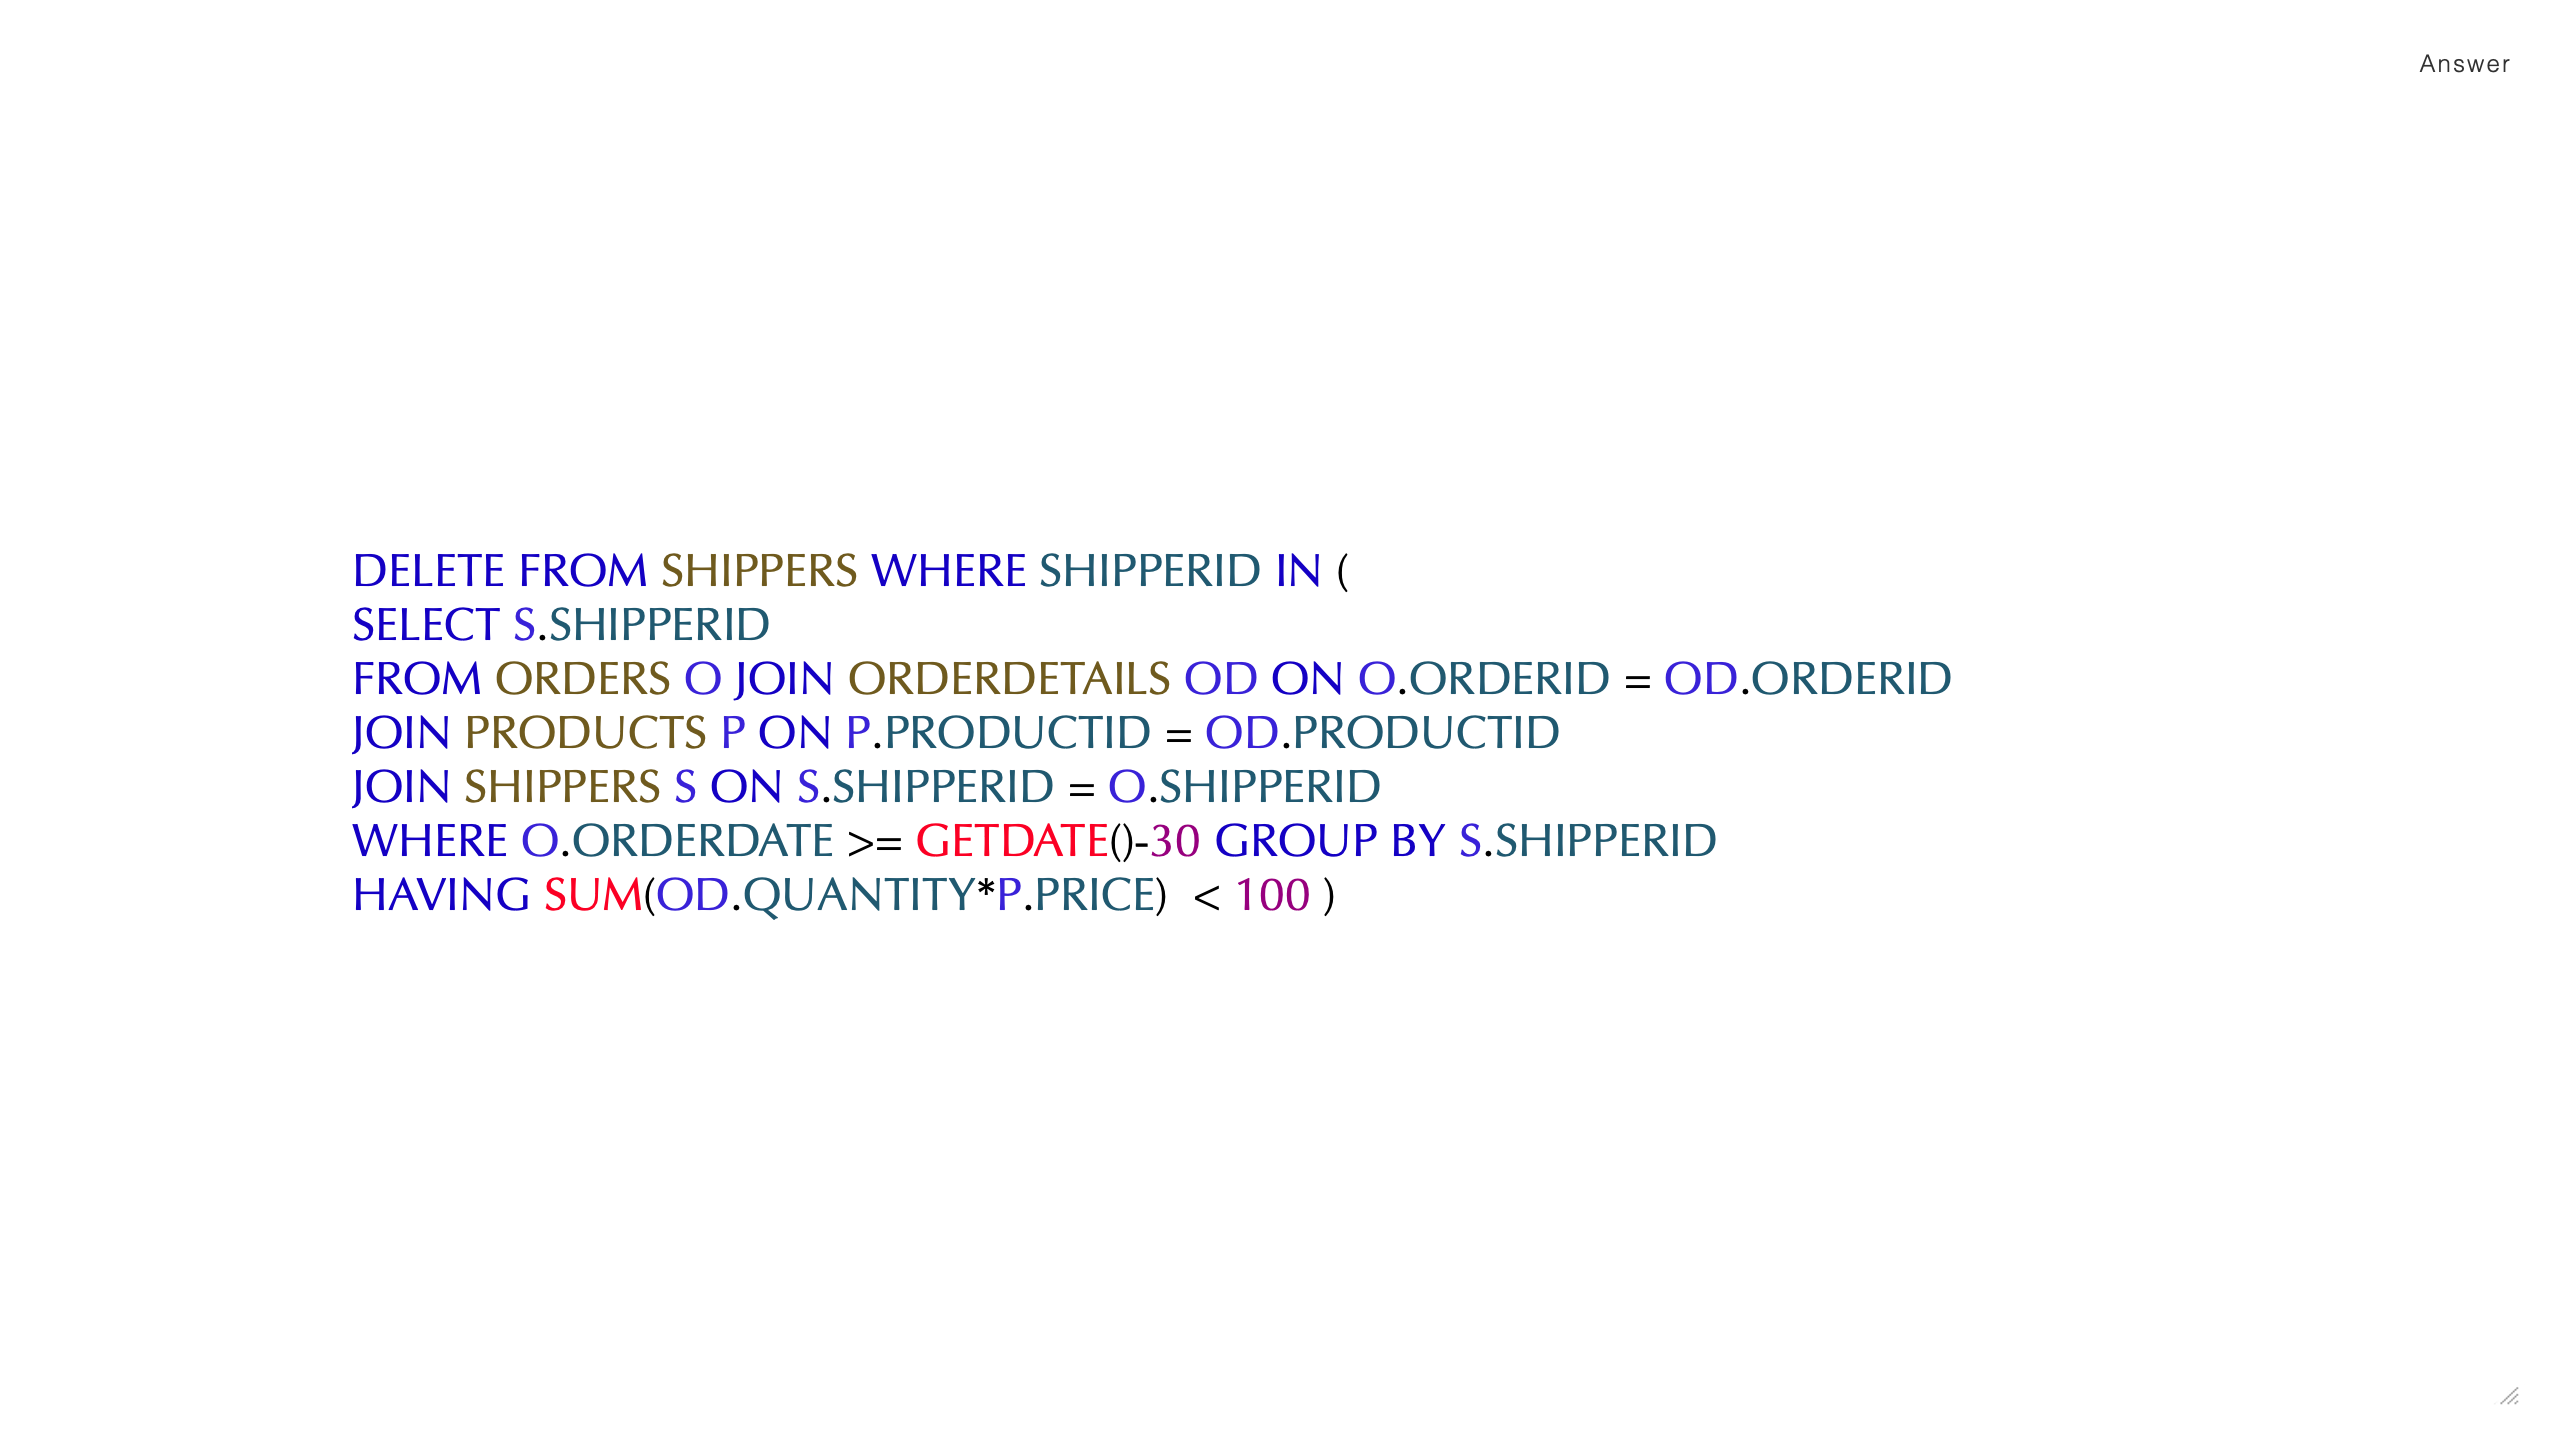 Answer
DELETE FROM SHIPPERS WHERE SHIPPERID IN (
SELECT S.SHIPPERID
FROM ORDERS O JOIN ORDERDETAILS OD ON O.ORDERID = OD.ORDERID
JOIN PRODUCTS P ON P.PRODUCTID = OD.PRODUCTID
JOIN SHIPPERS S ON S.SHIPPERID = O.SHIPPERID
WHERE O.ORDERDATE >= GETDATE()-30 GROUP BY S.SHIPPERID
HAVING SUM(OD.QUANTITY*P.PRICE)  < 100 )